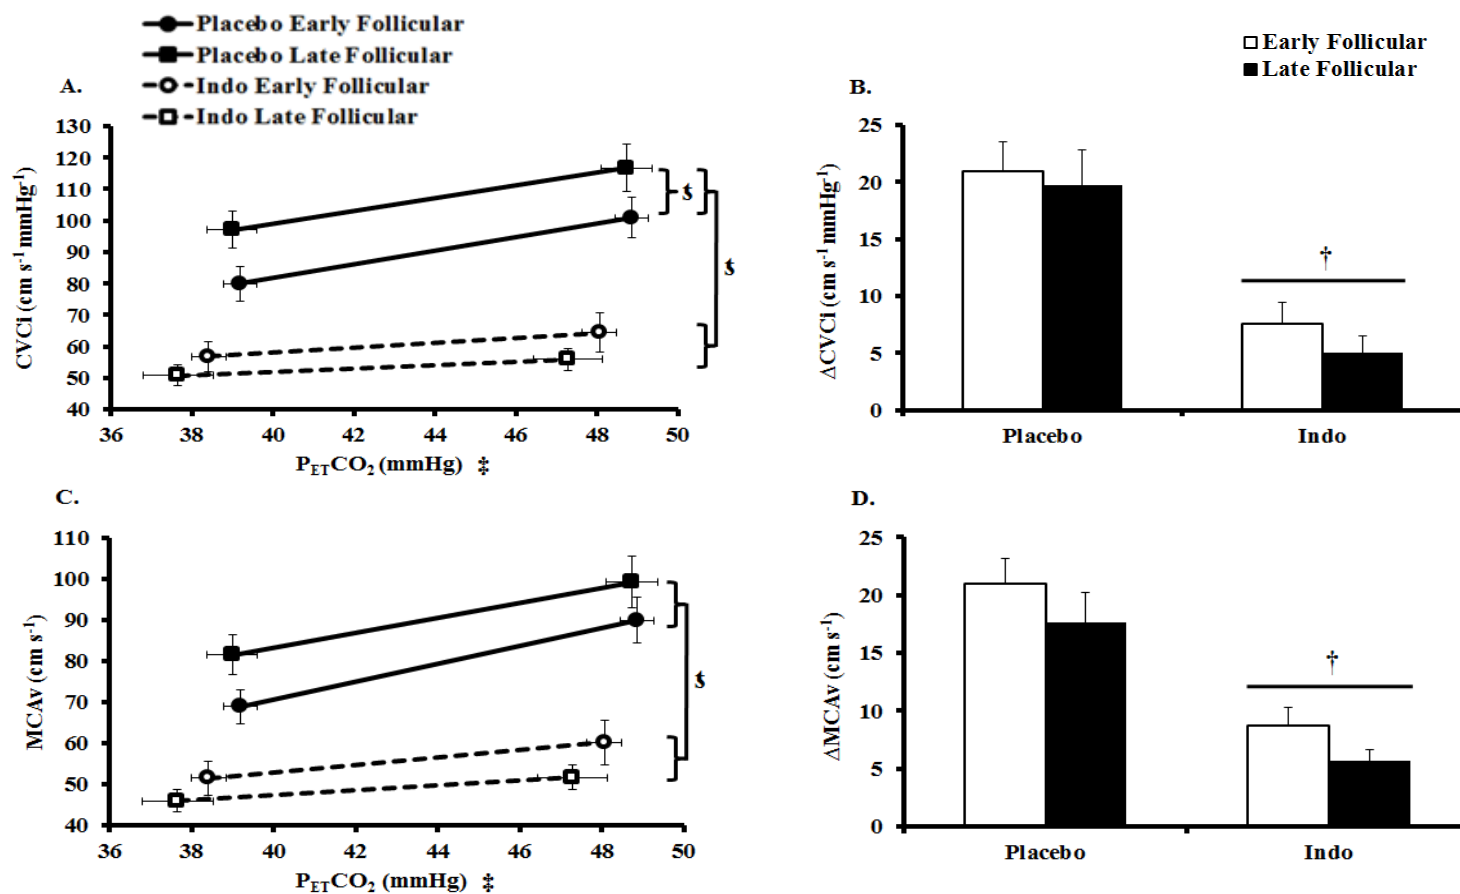 Placebo Early Follicular
Placebo Late Follicular
Indo Early Follicular
Indo Late Follicular
A.
130
120
110
100
90
80
70
60
50
40
CVCi (cm s-1 mmHg-1)
$
$
36 38 40 42 44 46 48 50
PETCO2 (mmHg) ‡
Early Follicular
Late Follicular
B.
25
20
15
10
5
0
ΔCVCi (cm s-1 mmHg-1)
†
Placebo Indo
C.
110
100
90
80
70
60
50
40
MCAv (cm s-1)
$
36 38 40 42 44 46 48 50
PETCO2 (mmHg) ‡
D.
25
20
15
10
5
0
ΔMCAv (cm s-1)
†
Placebo Indo